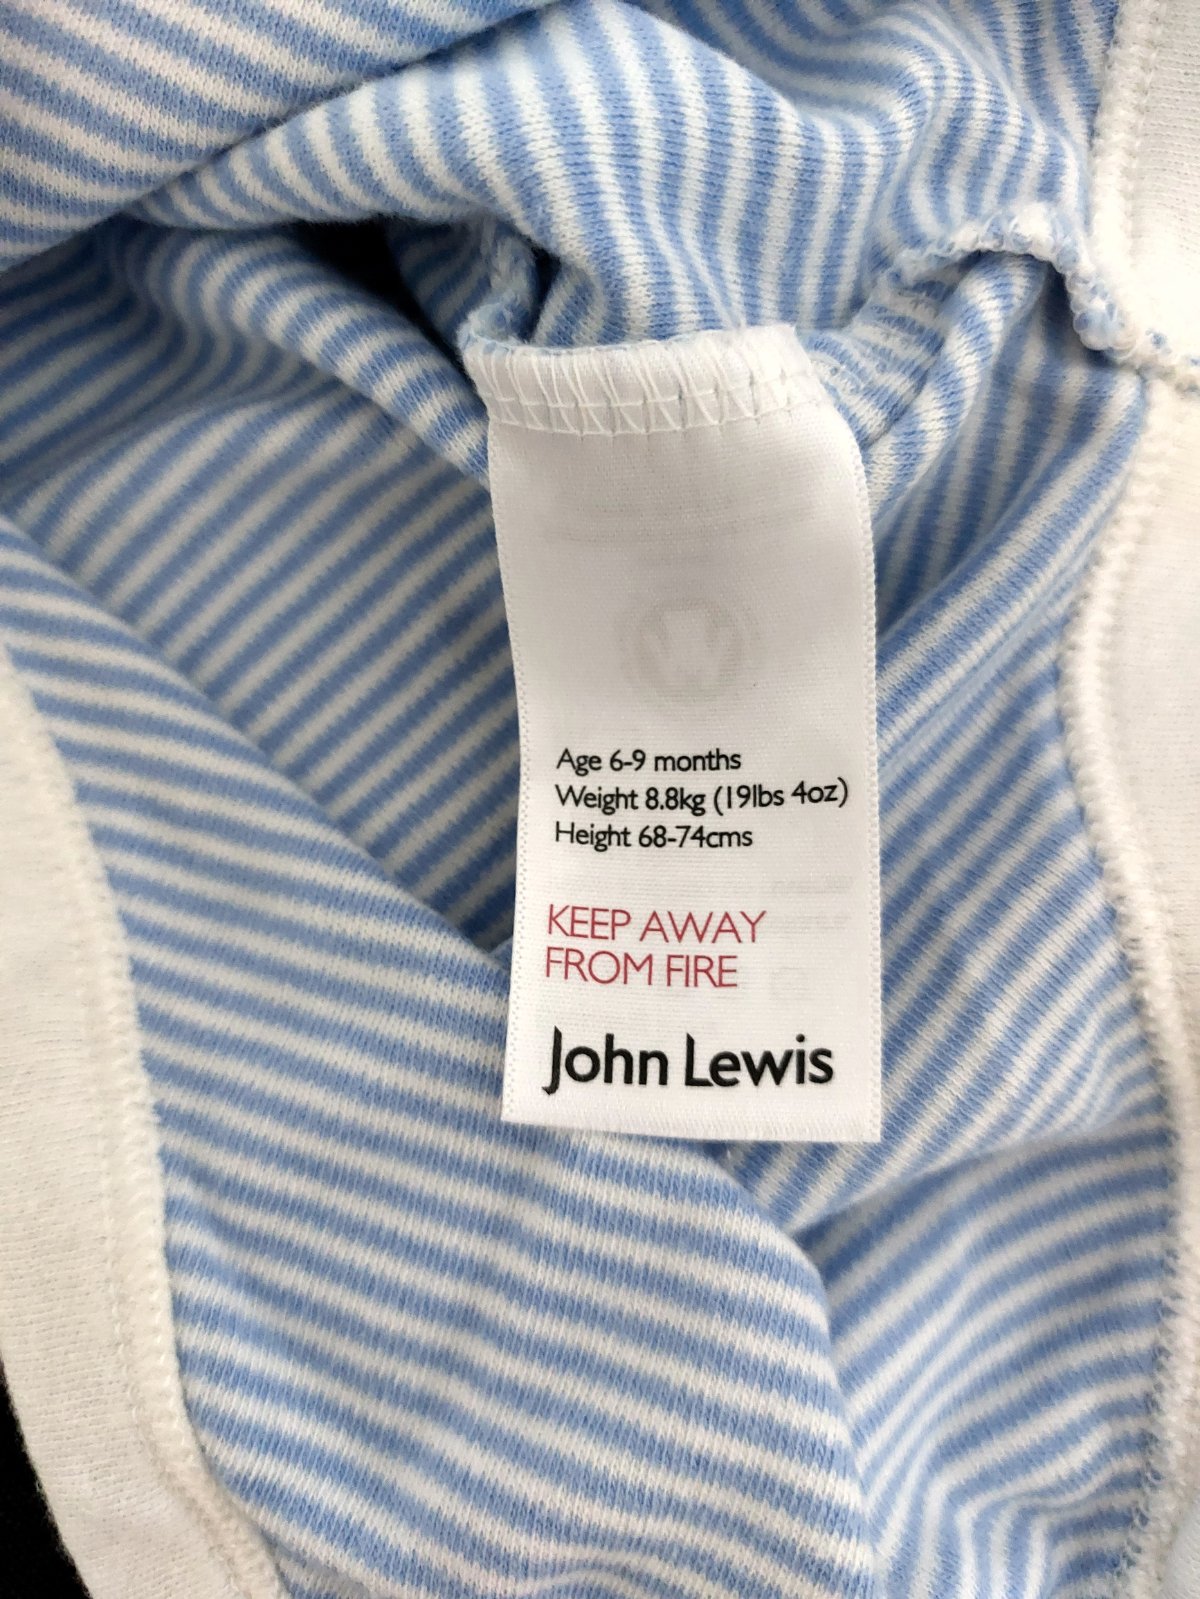 Age 6-9 months
Weight 8.8kg (19lbs 4oz)
Height 68-74cms
KEEP AWAY
FROM FIRE
John Lewis